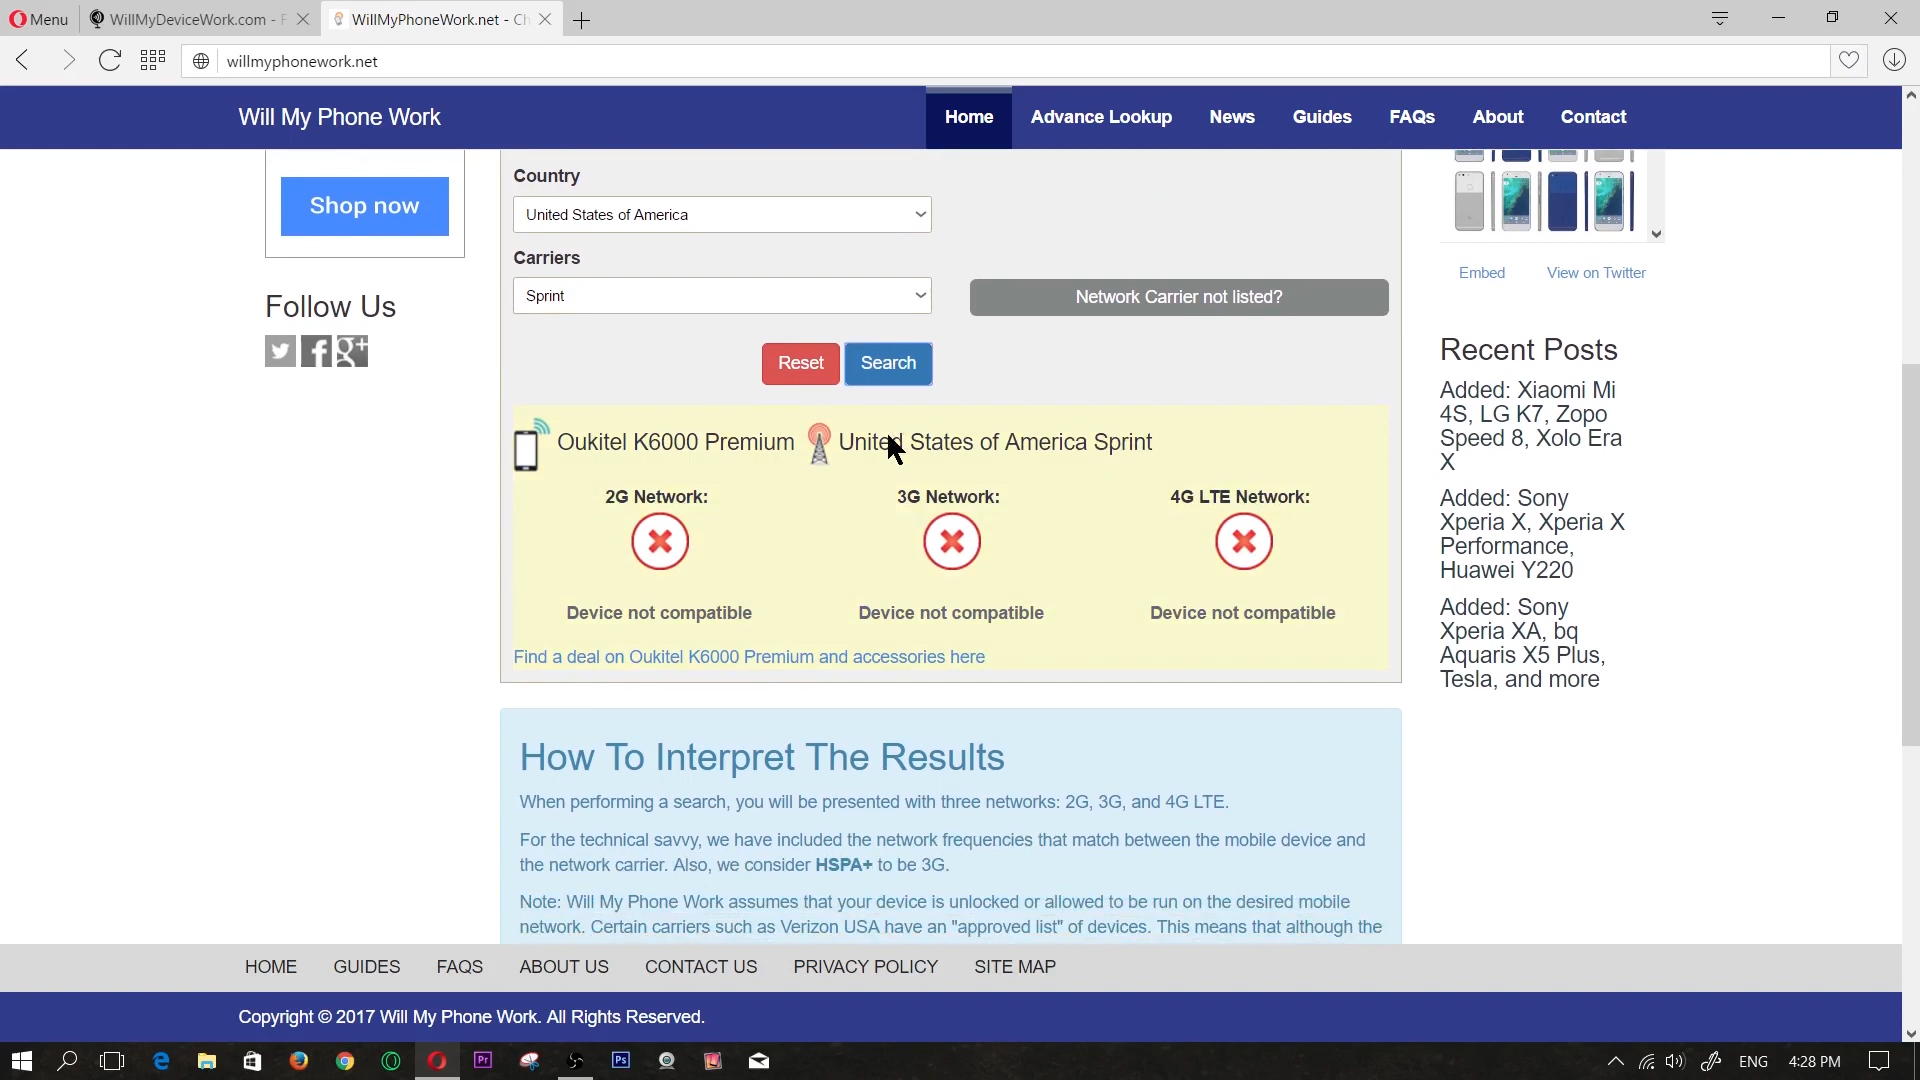 Menu
WillMyDeviceWork.com - F
WillMyPhoneWork.net - Ch
willmyphonework.net
Will My Phone Work
Home
Advance Lookup
News
Guides
FAQs
About
Contact
Shop now
Follow Us
Country
United States of America
Carriers
Sprint
Network Carrier not listed?
Reset
Search
Oukitel K6000 Premium
United States of America Sprint
2G Network:
3G Network:
4G LTE Network:
Device not compatible
Device not compatible
Device not compatible
Find a deal on Oukitel K6000 Premium and accessories here
How To Interpret The Results
When performing a search, you will be presented with three networks: 2G, 3G, and 4G LTE.
For the technical savvy, we have included the network frequencies that match between the mobile device and
the network carrier. Also, we consider HSPA+ to be 3G.
Note: Will My Phone Work assumes that your device is unlocked or allowed to be run on the desired mobile
network. Certain carriers such as Verizon USA have an "approved list" of devices. This means that although the
Embed
View on Twitter
Recent Posts
Added: Xiaomi Mi
4S, LG K7, Zopo
Speed 8, Xolo Era
X
Added: Sony
Xperia X, Xperia X
Performance,
Huawei Y220
Added: Sony
Xperia XA, bq
Aquaris X5 Plus,
Tesla, and more
HOME
GUIDES
FAQS
ABOUT US
CONTACT US
PRIVACY POLICY
SITE MAP
Copyright © 2017 Will My Phone Work. All Rights Reserved.
Pr
Ps
ENG
4:28 PM